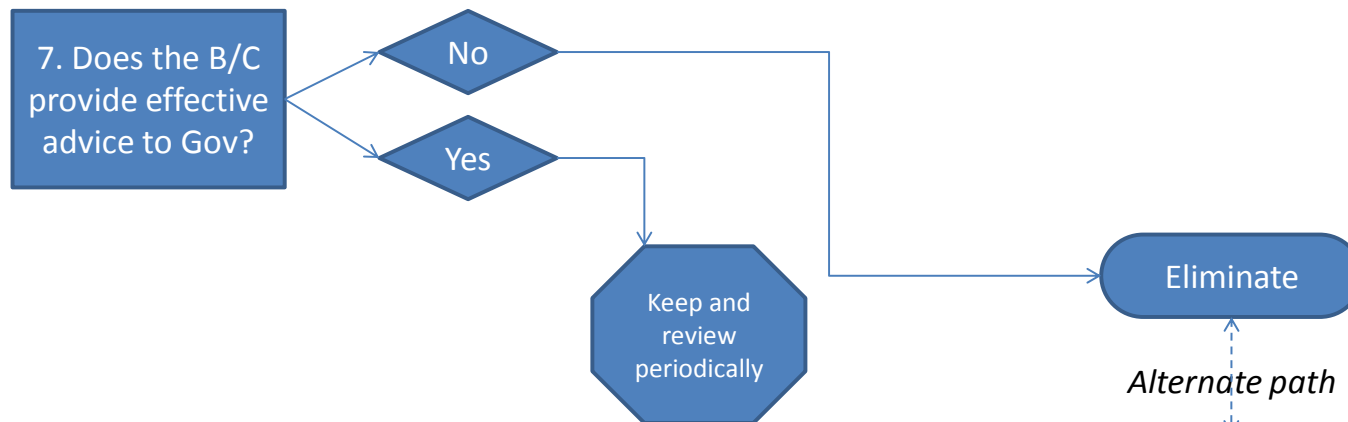 7. Does the B/C
provide effective
advice to Gov?
No
Yes
Keep and
review
periodically
Eliminate
Alternate path